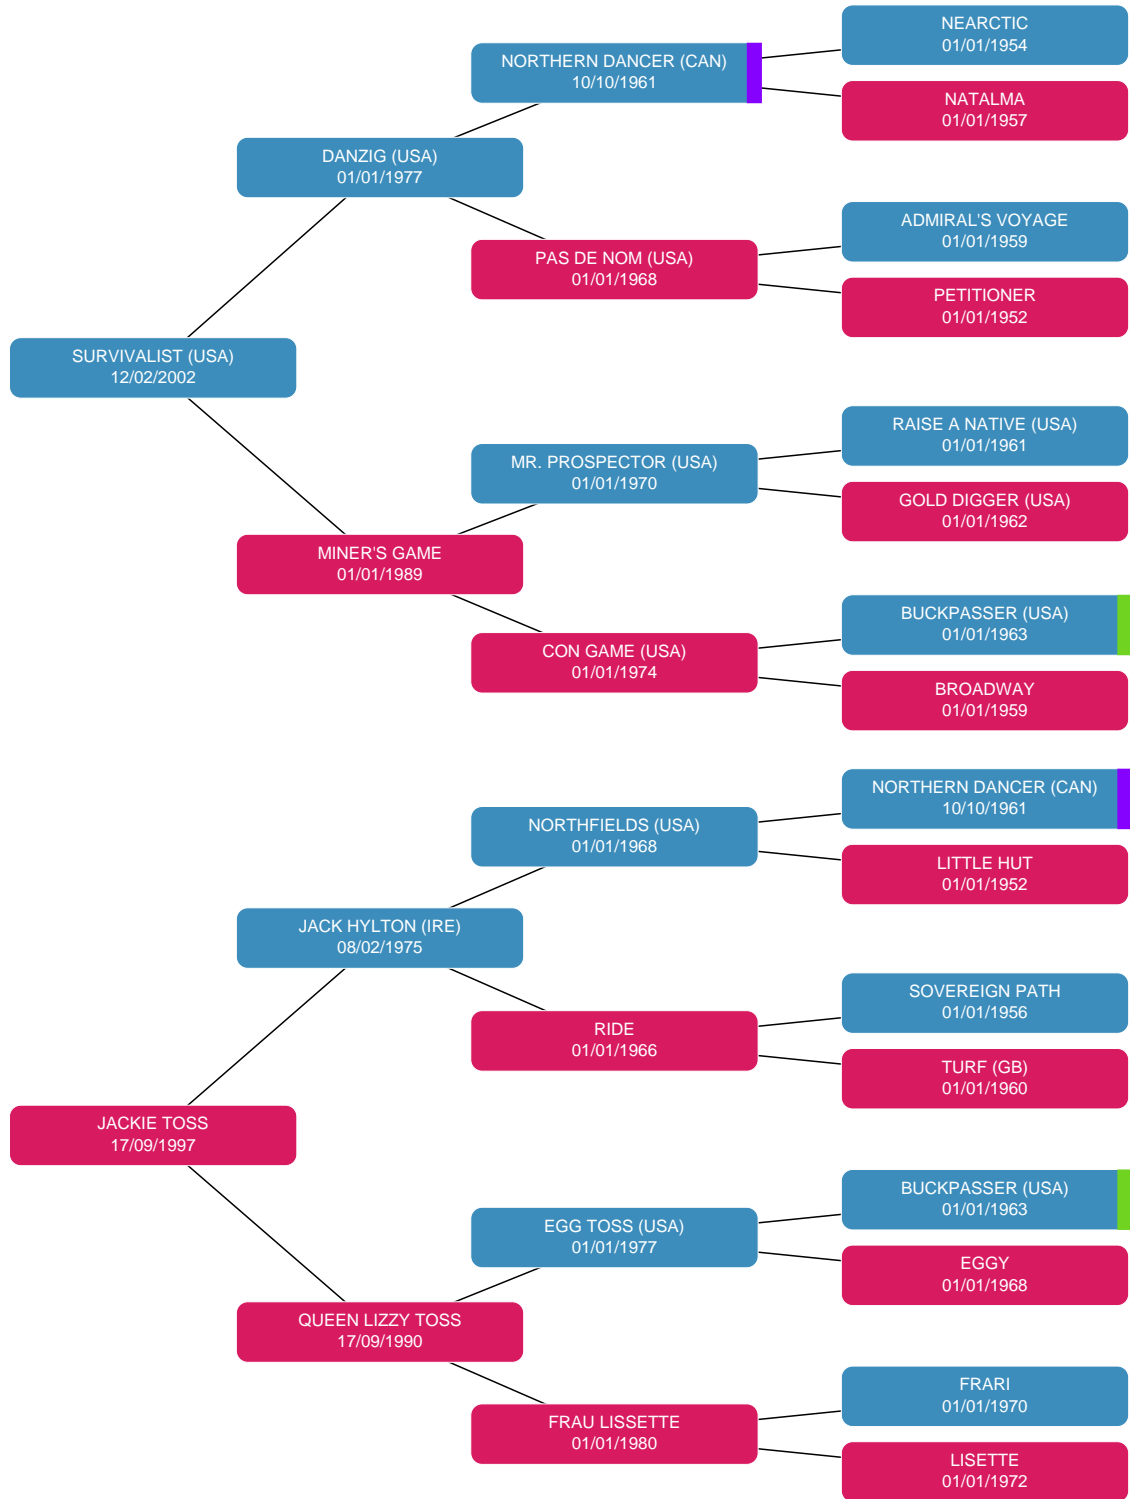 NEARCTIC
01/01/1954
NORTHERN DANCER (CAN)
10/10/1961
NATALMA
01/01/1957
DANZIG (USA)
01/01/1977
ADMIRAL'S VOYAGE
01/01/1959
PAS DE NOM (USA)
01/01/1968
PETITIONER
01/01/1952
SURVIVALIST (USA)
12/02/2002
RAISE A NATIVE (USA)
01/01/1961
MR. PROSPECTOR (USA)
01/01/1970
GOLD DIGGER (USA)
01/01/1962
MINER'S GAME
01/01/1989
BUCKPASSER (USA)
01/01/1963
CON GAME (USA)
01/01/1974
BROADWAY
01/01/1959
NORTHERN DANCER (CAN)
10/10/1961
NORTHFIELDS (USA)
01/01/1968
LITTLE HUT
01/01/1952
JACK HYLTON (IRE)
08/02/1975
SOVEREIGN PATH
01/01/1956
RIDE
01/01/1966
TURF (GB)
01/01/1960
JACKIE TOSS
17/09/1997
BUCKPASSER (USA)
01/01/1963
EGG TOSS (USA)
01/01/1977
EGGY
01/01/1968
QUEEN LIZZY TOSS
17/09/1990
FRARI
01/01/1970
FRAU LISSETTE
01/01/1980
LISETTE
01/01/1972